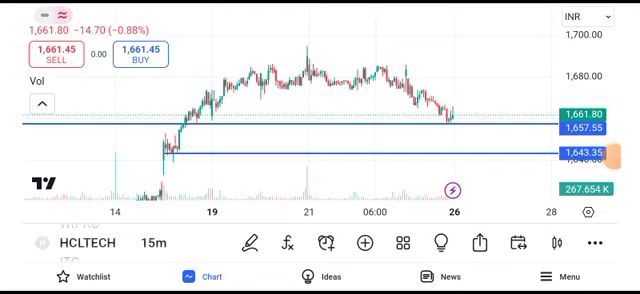 1,661.80 −14.70 (−0.88%)
INR
1,700.00
1,661.45
SELL
0.00
1,661.45
BUY
Vol
1,680.00
1,661.80
1,657.55
1,643.35
267.654 K
14 19 21 06:00 26 28
HCLTECH 15m
Watchlist
Chart
Ideas
News
Menu